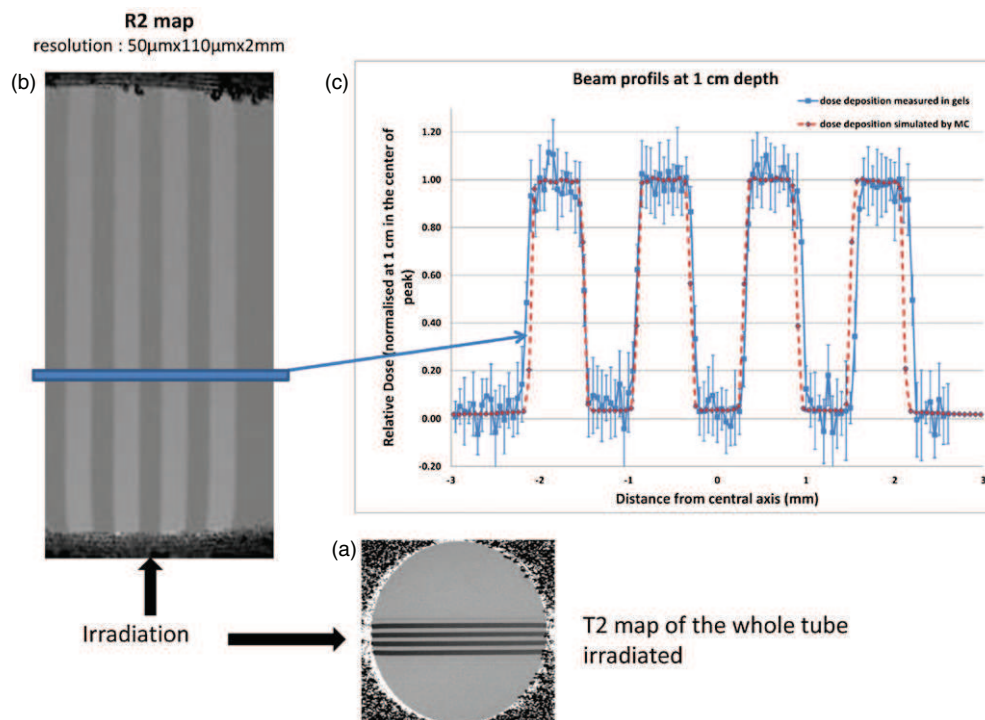 R2 map
resolution : 50µmx110µmx2mm
(b)
(c)
Beam profils at 1 cm depth
dose deposition measured in gels
dose deposition simulated by MC
Relative Dose (normalised at 1 cm in the center of
peak)
1.20
1.00
0.80
0.60
0.40
0.20
0.00
-0.20
-3 -2 -1 0 1 2 3
Distance from central axis (mm)
(a)
Irradiation
T2 map of the whole tube
irradiated